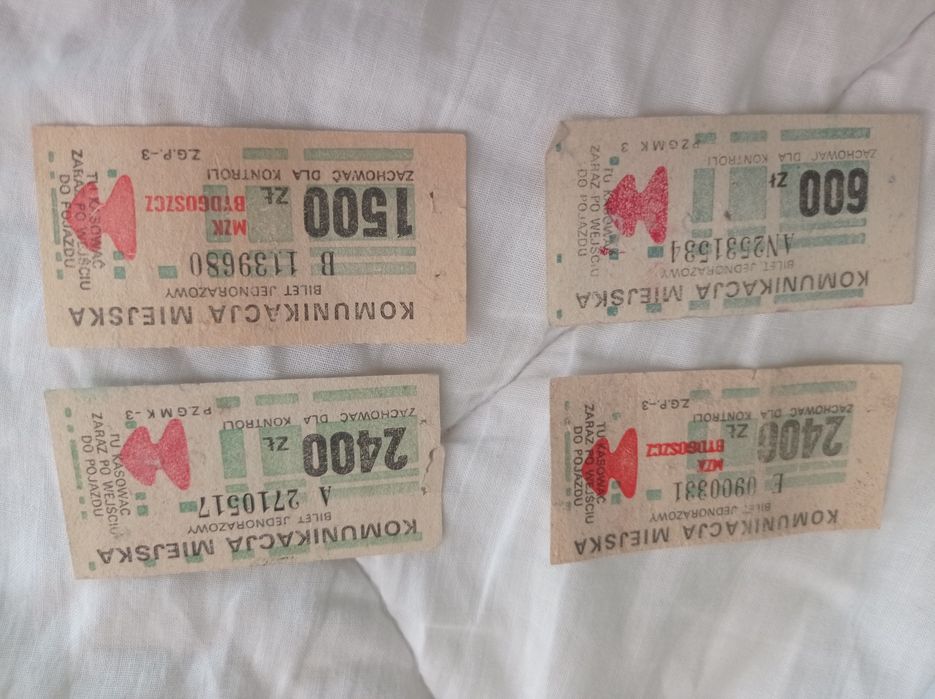 KOMUNIKACJA MIEJSKA
BILET JEDNORAZOWY
E 0900331
2400 ZŁ
MZK
BYDGOSZCZ
ZACHOWAĆ DLA KONTROLI
Z.G.P.-3
TU KASOWAĆ
ZARAZ PO WEJŚCIU
DO POJAZDU
KOMUNIKACJA MIEJSKA
BILET JEDNORAZOWY
A 2710517
2400 ZŁ
ZACHOWAĆ DLA KONTROLI
PZGMK-3
TU KASOWAĆ
ZARAZ PO WEJŚCIU
DO POJAZDU
KOMUNIKACJA MIEJSKA
BILET JEDNORAZOWY
AN2531534
600 ZŁ
ZACHOWAĆ DLA KONTROLI
PZGMK 3
TU KASOWAĆ
ZARAZ PO WEJŚCIU
DO POJAZDU
KOMUNIKACJA MIEJSKA
BILET JEDNORAZOWY
B 1139680
1500 ZŁ
MZK
BYDGOSZCZ
ZACHOWAĆ DLA KONTROLI
Z.G.P.-3
TU KASOWAĆ
ZARAZ PO WEJŚCIU
DO POJAZDU